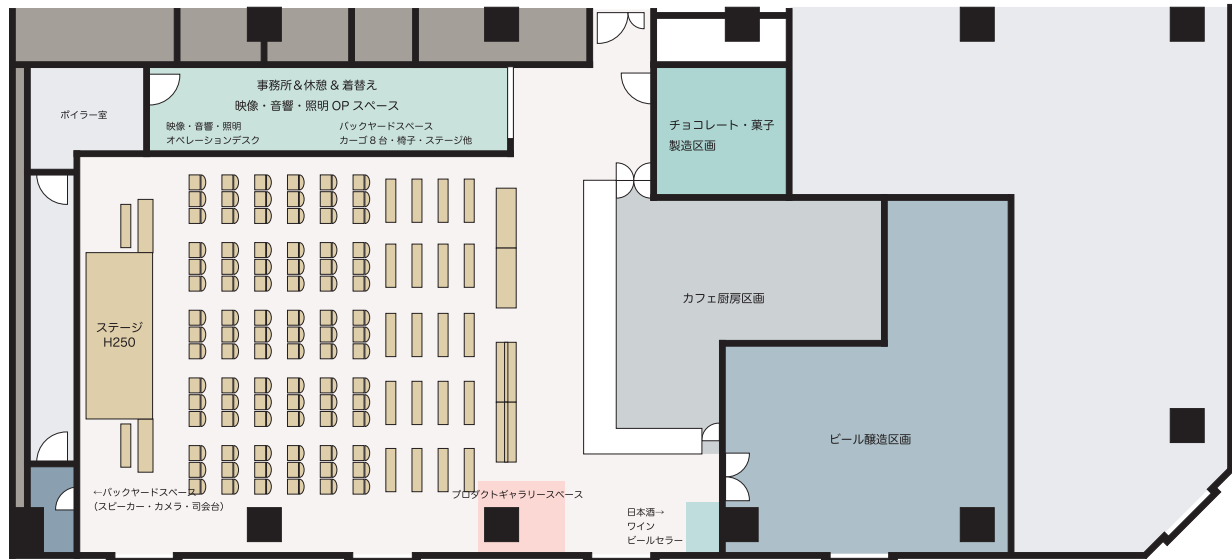 事務所&休憩 & 着替え
映像・音響・照明 OP スペース
映像・音響・照明
オペレーションデスク
バックヤードスペース
カーゴ 8 台・椅子・ステージ他
ボイラー室
チョコレート・菓子
製造区画
カフェ厨房区画
ステージ
H250
ビール醸造区画
←バックヤードスペース
(スピーカー・カメラ・司会台)
プロダクトギャラリースペース
日本酒→
ワイン
ビールセラー